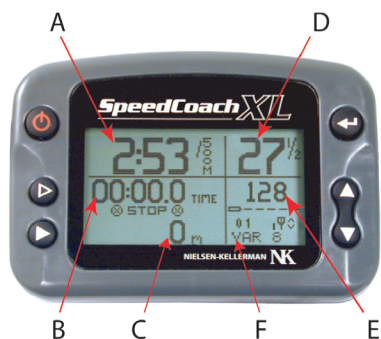 A D
SpeedCoach XL
2:53 /500M 27 1/2
00:00.0 TIME 128
STOP
0 m 1
VAR 8
NIELSEN-KELLERMAN NK
B C F E